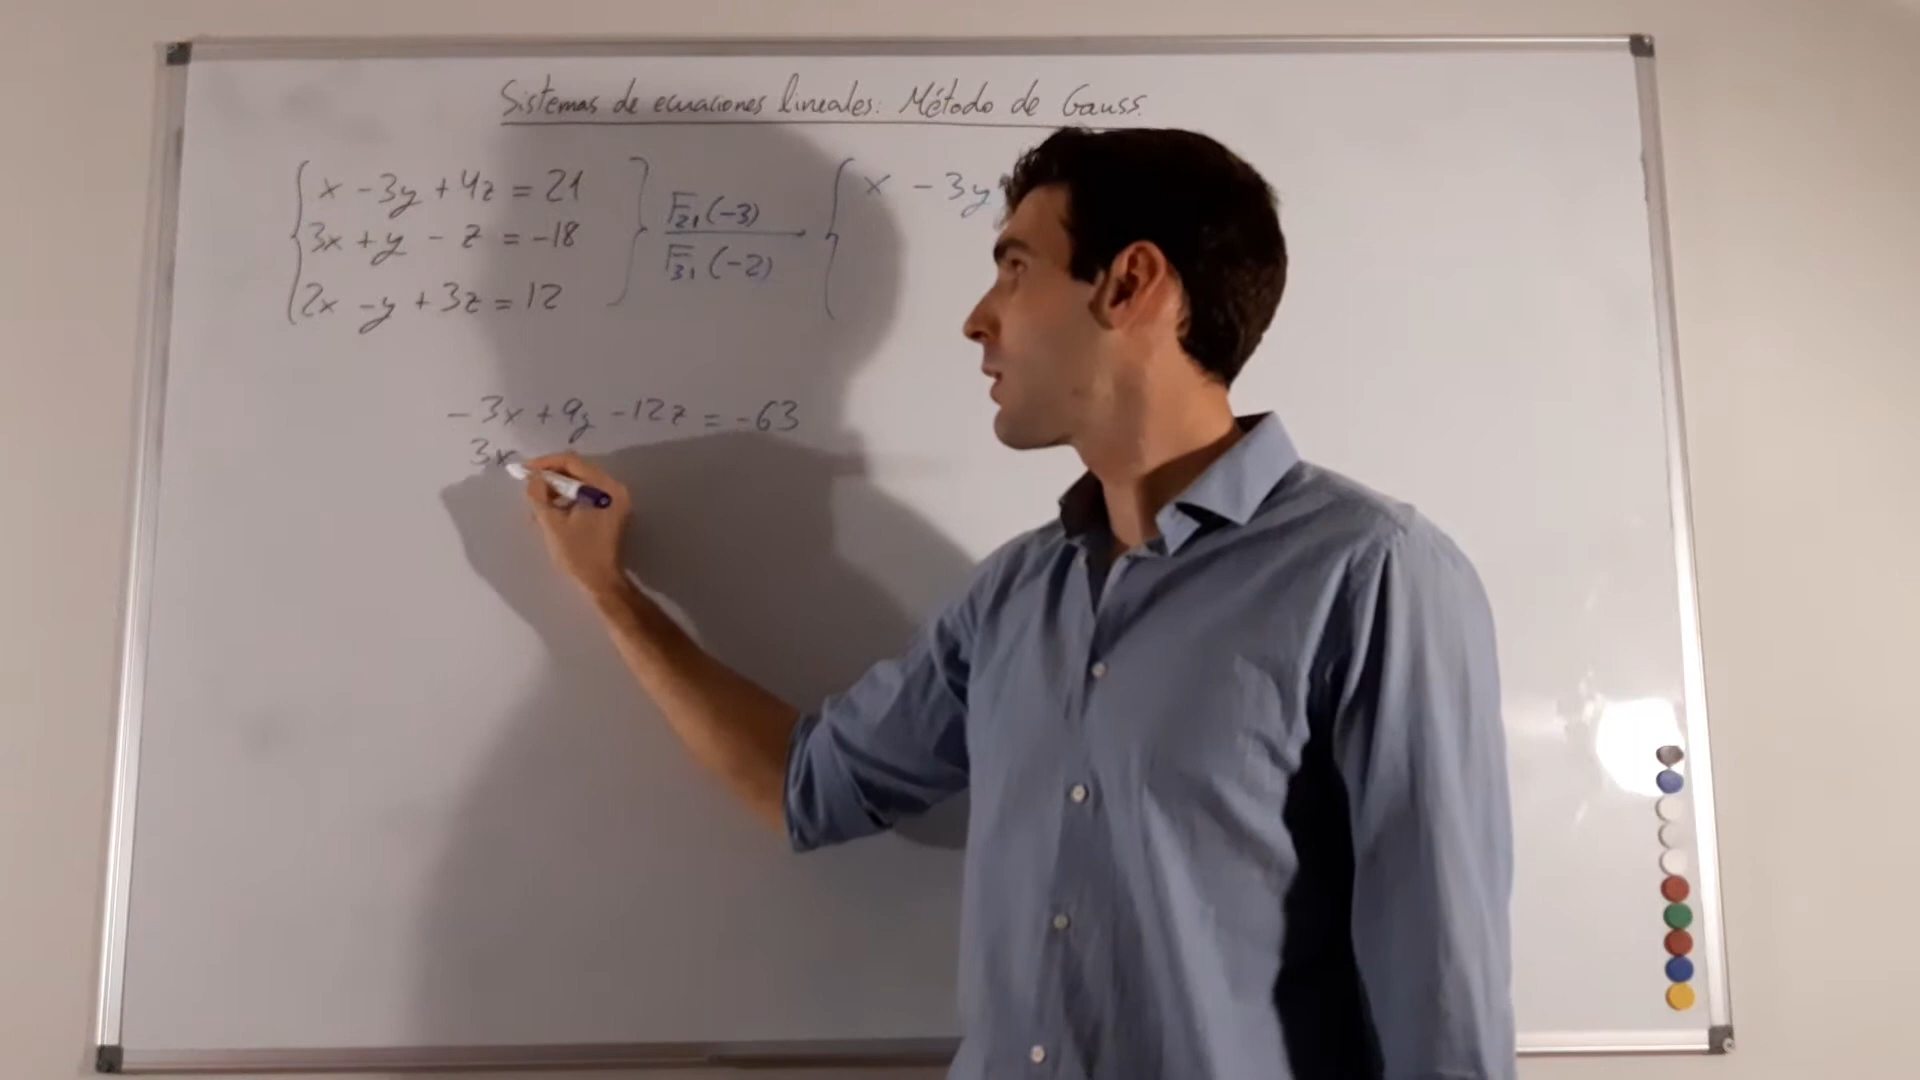 Sistemas de ecuaciones lineales: Método de Gauss.
x - 3y + 4z = 21
3x + y - z = -18
2x - y + 3z = 12
F21 (-3)
F31 (-2)
x - 3y
-3x + 9y - 12z = -63
3x